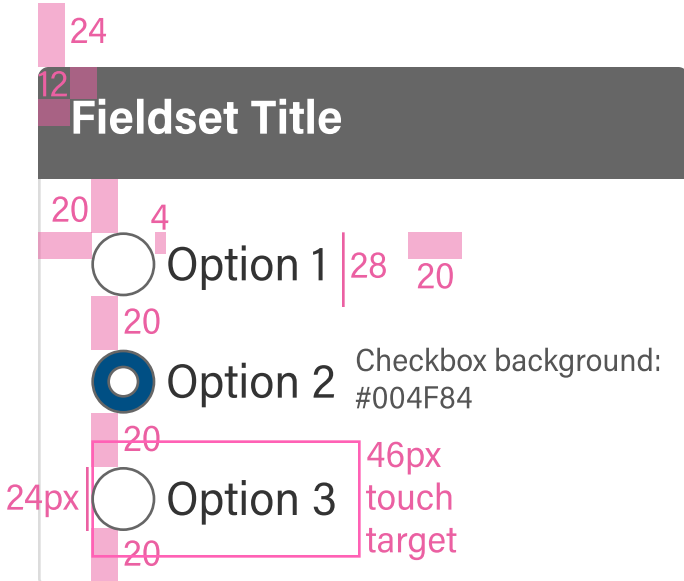 24
12
Fieldset Title
20
4
Option 1
28
20
20
Option 2
Checkbox background:
#004F84
20
24px
Option 3
46px
touch
target
20